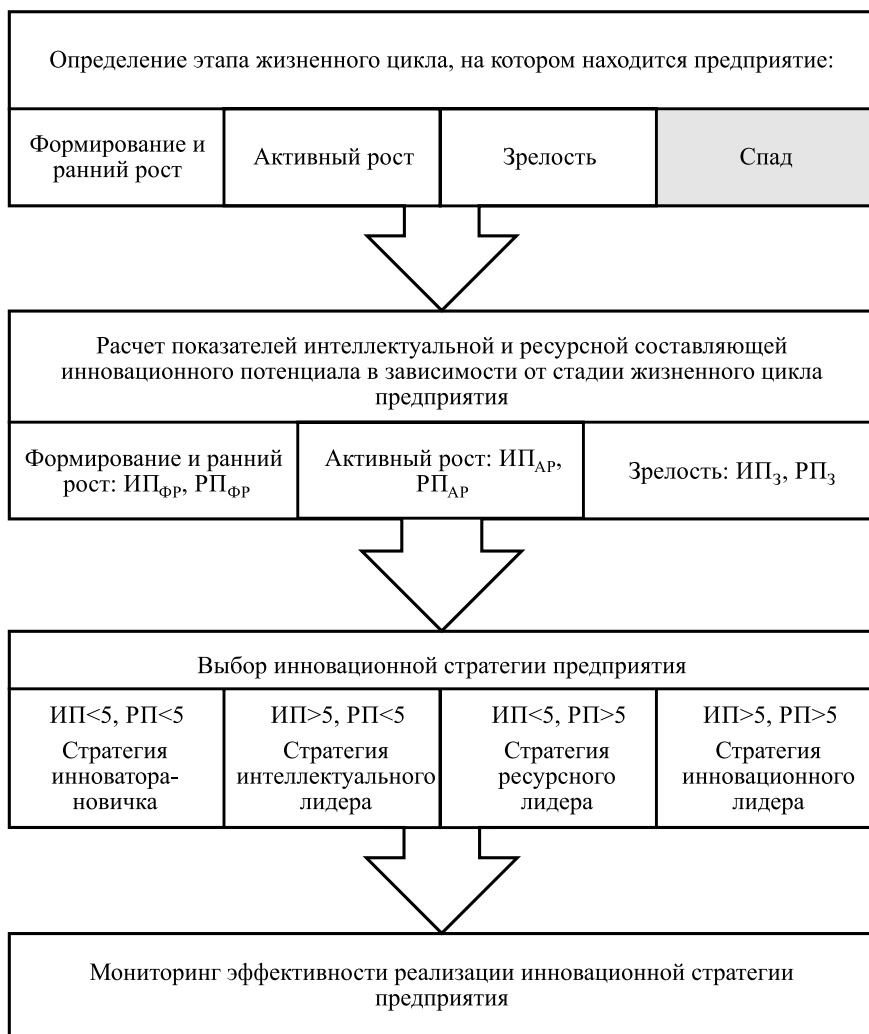 Определение этапа жизненного цикла, на котором находится предприятие:
Формирование и
ранний рост
Активный рост
Зрелость
Спад
Расчет показателей интеллектуальной и ресурсной составляющей
инновационного потенциала в зависимости от стадии жизненного цикла
предприятия
Формирование и ранний
рост: ИП_ФР, РП_ФР
Активный рост: ИП_АР,
РП_АР
Зрелость: ИП_З, РП_З
Выбор инновационной стратегии предприятия
ИП<5, РП<5
Стратегия
инноватора-
новичка
ИП>5, РП<5
Стратегия
интеллектуального
лидера
ИП<5, РП>5
Стратегия
ресурсного
лидера
ИП>5, РП>5
Стратегия
инновационного
лидера
Мониторинг эффективности реализации инновационной стратегии
предприятия